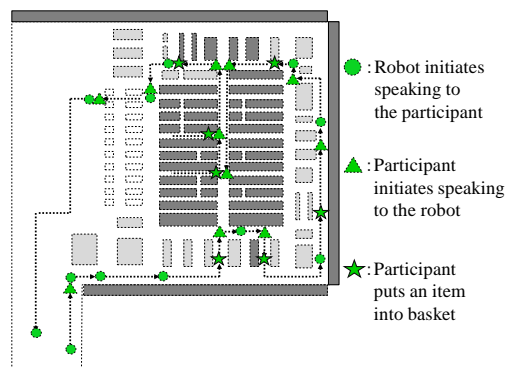 : Robot initiates
speaking to
the participant
: Participant
initiates speaking
to the robot
: Participant
puts an item
into basket